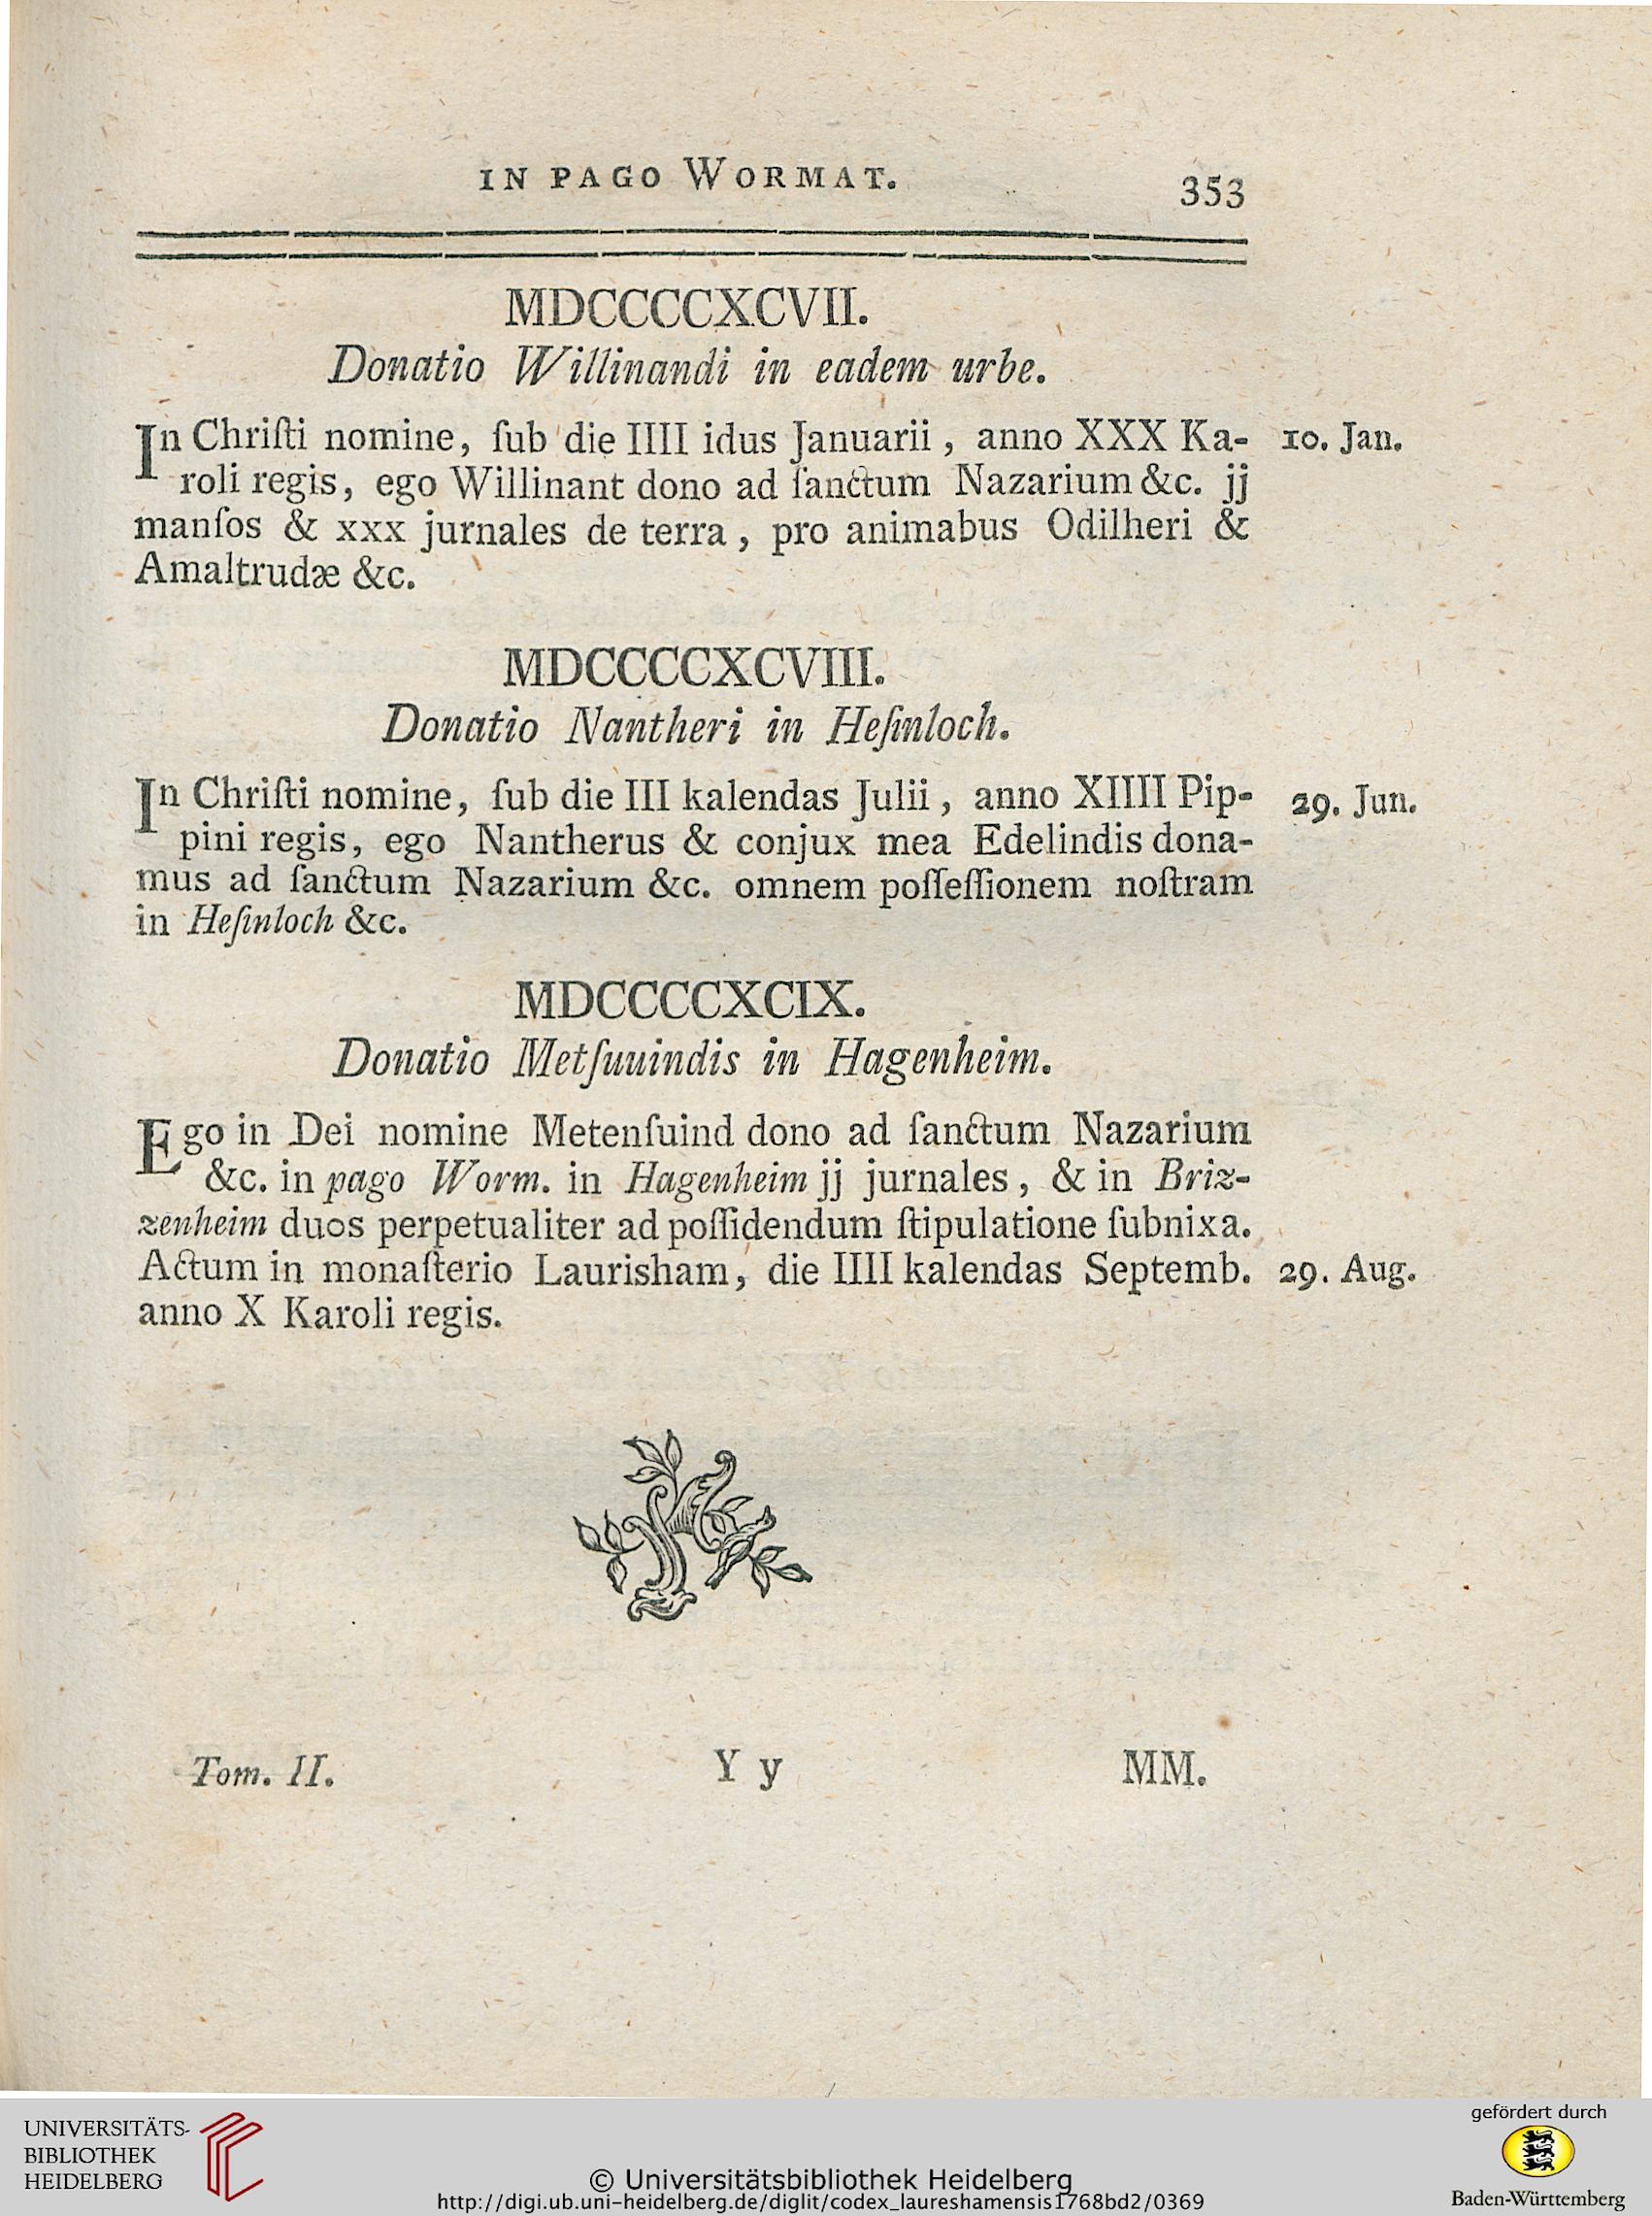 IN PAGO WORMAT. 353
MDCCCCXCVII.
Donatio Willinandi in eadem urbe.
In Chriſti nomine, ſub die IIII idus Januarii, anno XXX Ka- 10. Jan.
roli regis, ego Willinant dono ad ſanctum Nazarium &c. jj
manſos & xxx jurnales de terra, pro animabus Odilheri &
Amaltrudæ &c.
MDCCCCXCVIII.
Donatio Nantheri in Heſinloch.
In Chriſti nomine, ſub die III kalendas Julii, anno XIIII Pip- 29. Jun.
pini regis, ego Nantherus & conjux mea Edelindis dona-
mus ad ſanctum Nazarium &c. omnem poſſeſſionem noſtram
in Heſinloch &c.
MDCCCCXCIX.
Donatio Metſuuindis in Hagenheim.
Ego in Dei nomine Metenſuind dono ad ſanctum Nazarium
&c. in pago Worm. in Hagenheim jj jurnales, & in Briz-
zenheim duos perpetualiter ad poſſidendum ſtipulatione ſubnixa.
Actum in monaſterio Laurisham, die IIII kalendas Septemb. 29. Aug.
anno X Karoli regis.
Tom. II. Y y MM.
UNIVERSITÄTS-
BIBLIOTHEK
HEIDELBERG
© Universitätsbibliothek Heidelberg
http://digi.ub.uni-heidelberg.de/diglit/codex_laureshamensis1768bd2/0369
gefördert durch
Baden-Württemberg